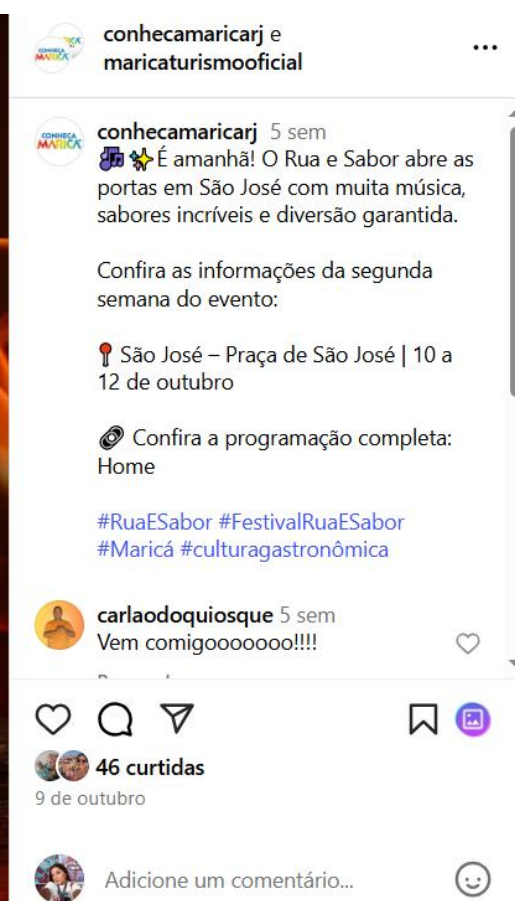 conhecamaricarj e
maricaturismooficial
CONHEÇA
MARICÁ
conhecamaricarj 5 sem
É amanhã! O Rua e Sabor abre as
portas em São José com muita música,
sabores incríveis e diversão garantida.
Confira as informações da segunda
semana do evento:
São José – Praça de São José | 10 a
12 de outubro
Confira a programação completa:
Home
#RuaESabor #FestivalRuaESabor
#Maricá #culturagastronômica
carlaodoquiosque 5 sem
Vem comigooooooo!!!!
46 curtidas
9 de outubro
Adicione um comentário...